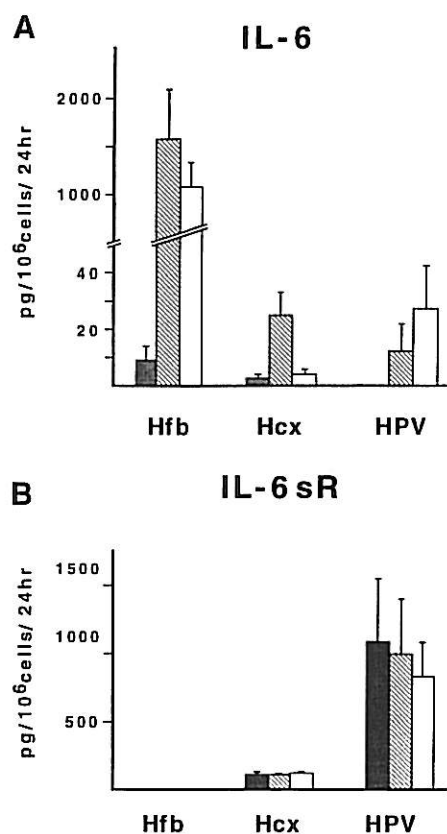 A
IL-6
pg/10⁶cells/ 24hr
2000
1000
40
20
Hfb Hcx HPV
B
IL-6 sR
pg/10⁶cells/ 24hr
1500
1000
500
Hfb Hcx HPV